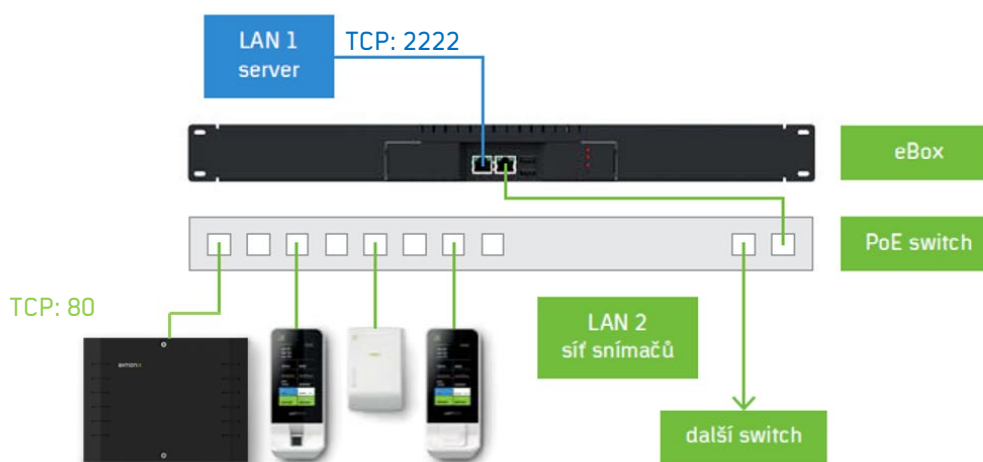 LAN 1
server
TCP: 2222
eBox
PoE switch
TCP: 80
LAN 2
síť snímačů
další switch